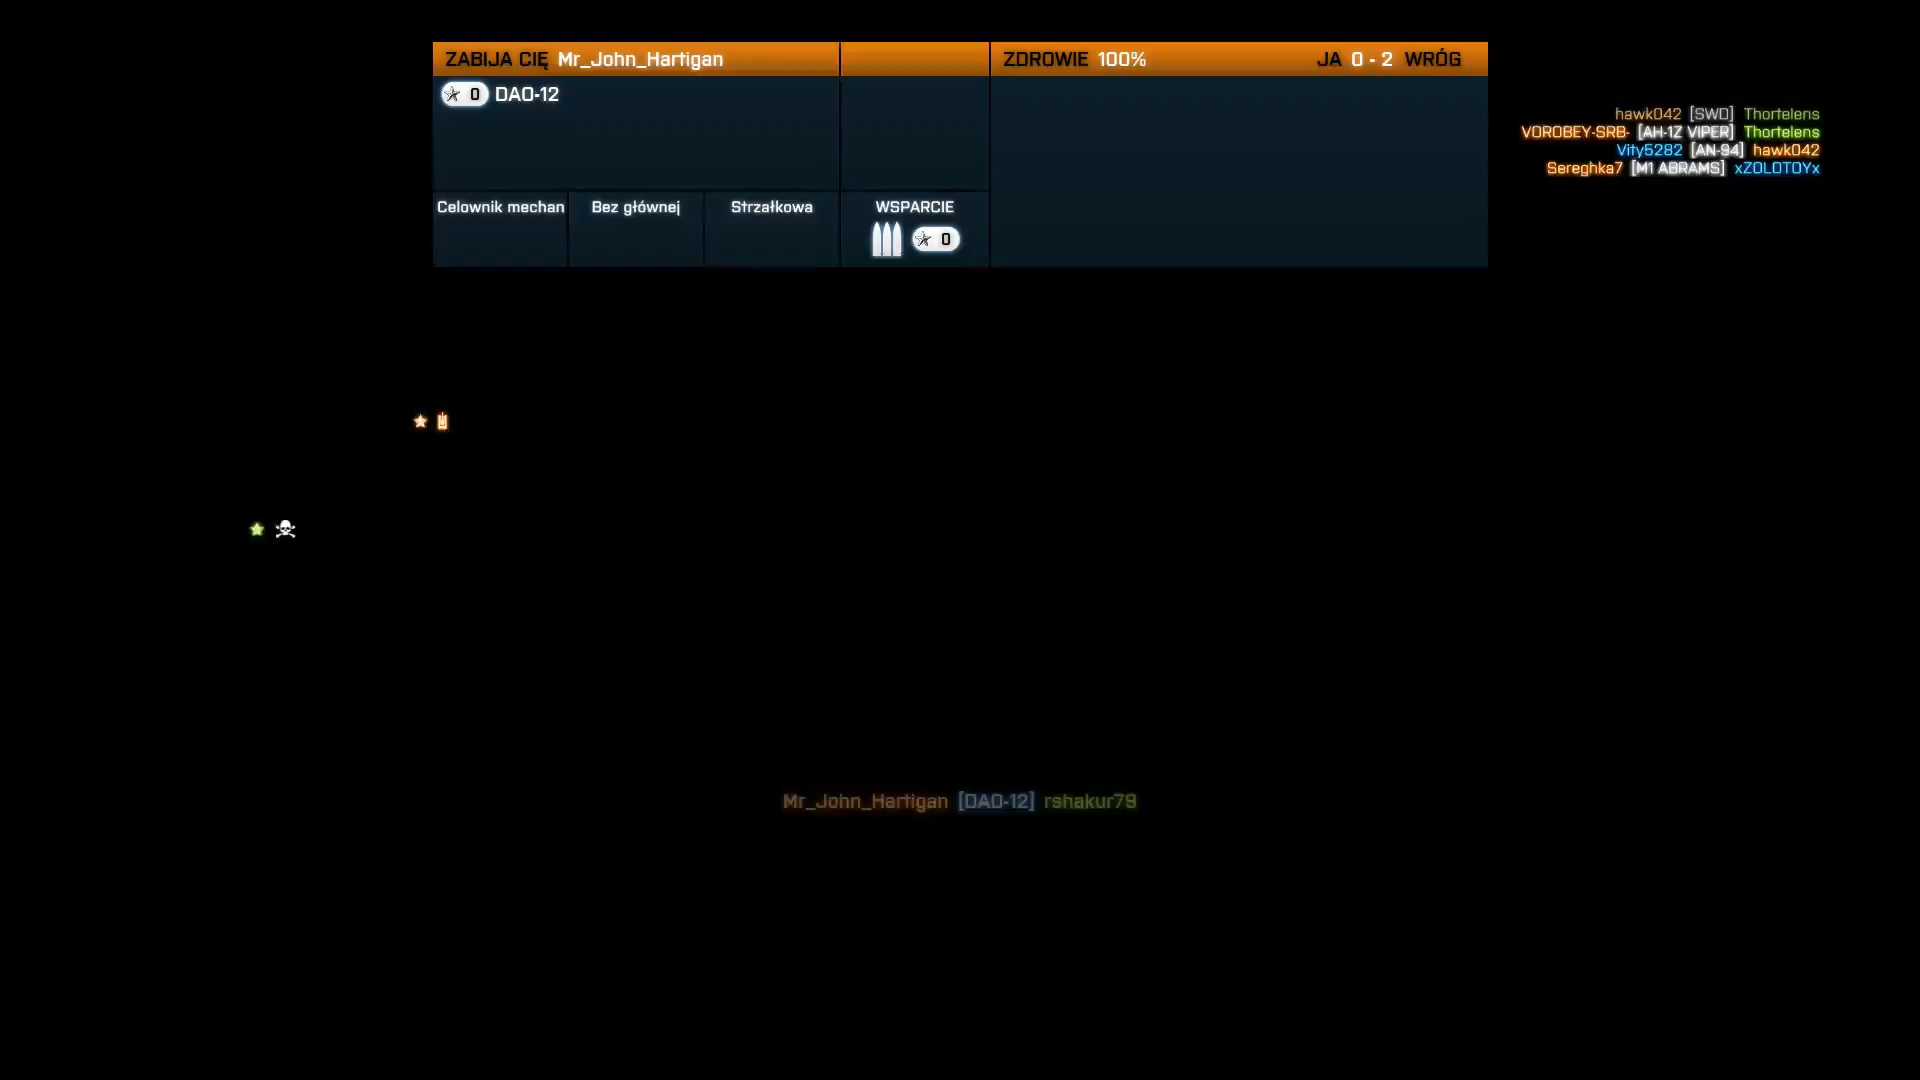 ZABIJA CIĘ Mr_John_Hartigan
ZDROWIE 100%
JA 0 - 2 WRÓG
0 DAO-12
Celownik mechan
Bez głównej
Strzałkowa
WSPARCIE
0
hawk042 [SWD] Thortelens
VOROBEY-SRB- [AH-1Z VIPER] Thortelens
Vity5282 [AN-94] hawk042
Sereghka7 [M1 ABRAMS] xZOLOTOYx
Mr_John_Hartigan [DAO-12] rshakur79